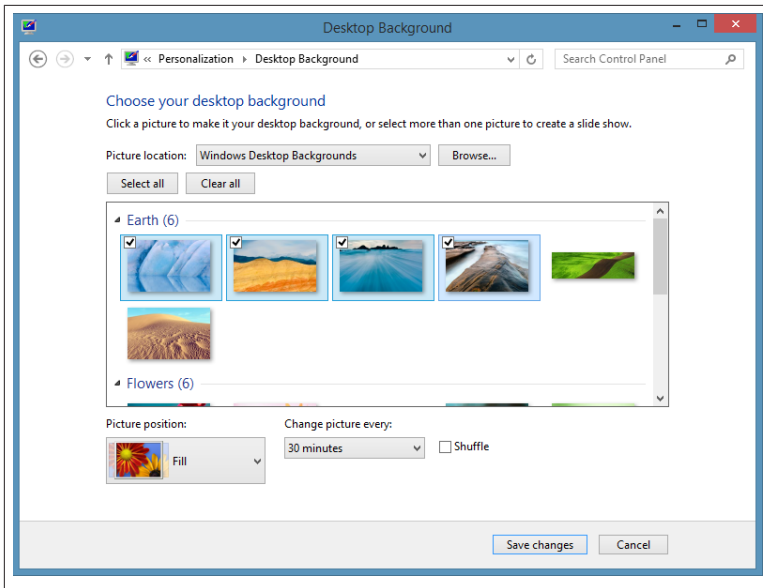 Desktop Background
« Personalization Desktop Background
Search Control Panel
Choose your desktop background
Click a picture to make it your desktop background, or select more than one picture to create a slide show.
Picture location: Windows Desktop Backgrounds Browse...
Select all Clear all
Earth (6)
Flowers (6)
Picture position: Change picture every:
Fill 30 minutes Shuffle
Save changes Cancel